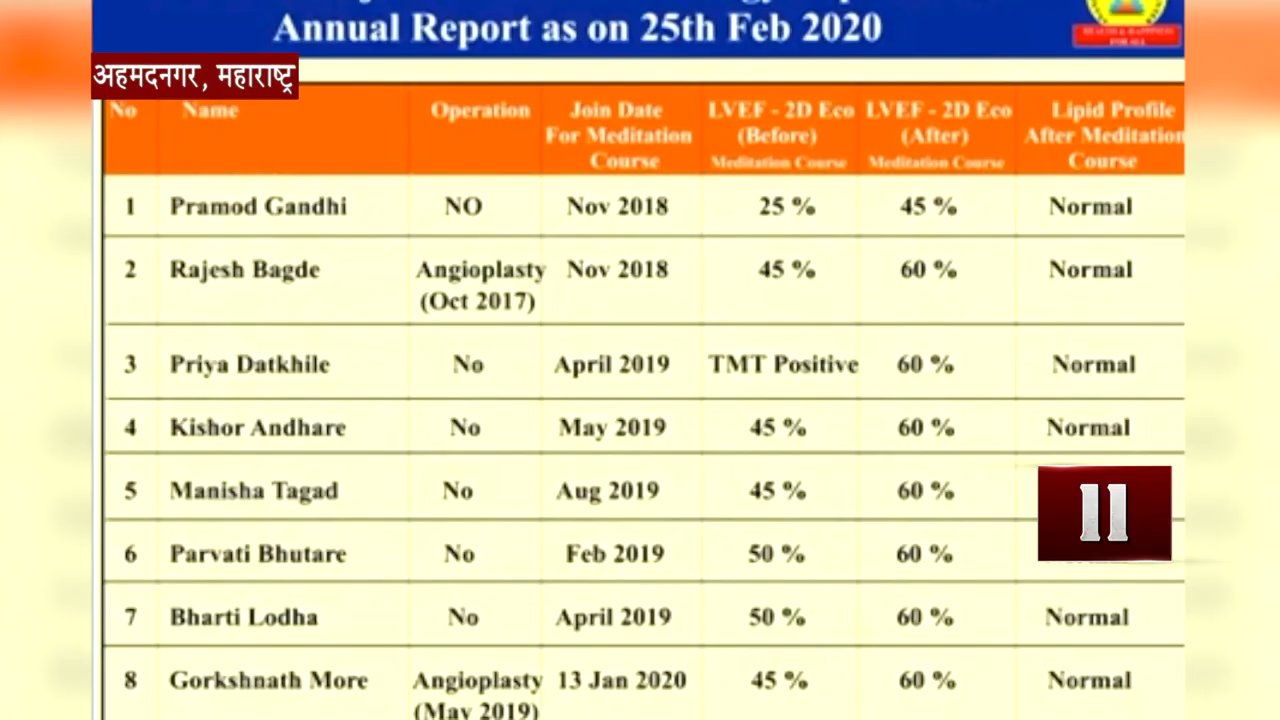 Annual Report as on 25th Feb 2020
HEALTH & HAPPINESS
FOR ALL
अहमदनगर, महाराष्ट्र
No Name Operation Join Date For Meditation Course LVEF - 2D Eco (Before) Meditation Course LVEF - 2D Eco (After) Meditation Course Lipid Profile After Meditation Course
1 Pramod Gandhi NO Nov 2018 25 % 45 % Normal
2 Rajesh Bagde Angioplasty (Oct 2017) Nov 2018 45 % 60 % Normal
3 Priya Datkhile No April 2019 TMT Positive 60 % Normal
4 Kishor Andhare No May 2019 45 % 60 % Normal
5 Manisha Tagad No Aug 2019 45 % 60 %
11
6 Parvati Bhutare No Feb 2019 50 % 60 %
7 Bharti Lodha No April 2019 50 % 60 % Normal
8 Gorkshnath More Angioplasty (May 2019) 13 Jan 2020 45 % 60 % Normal